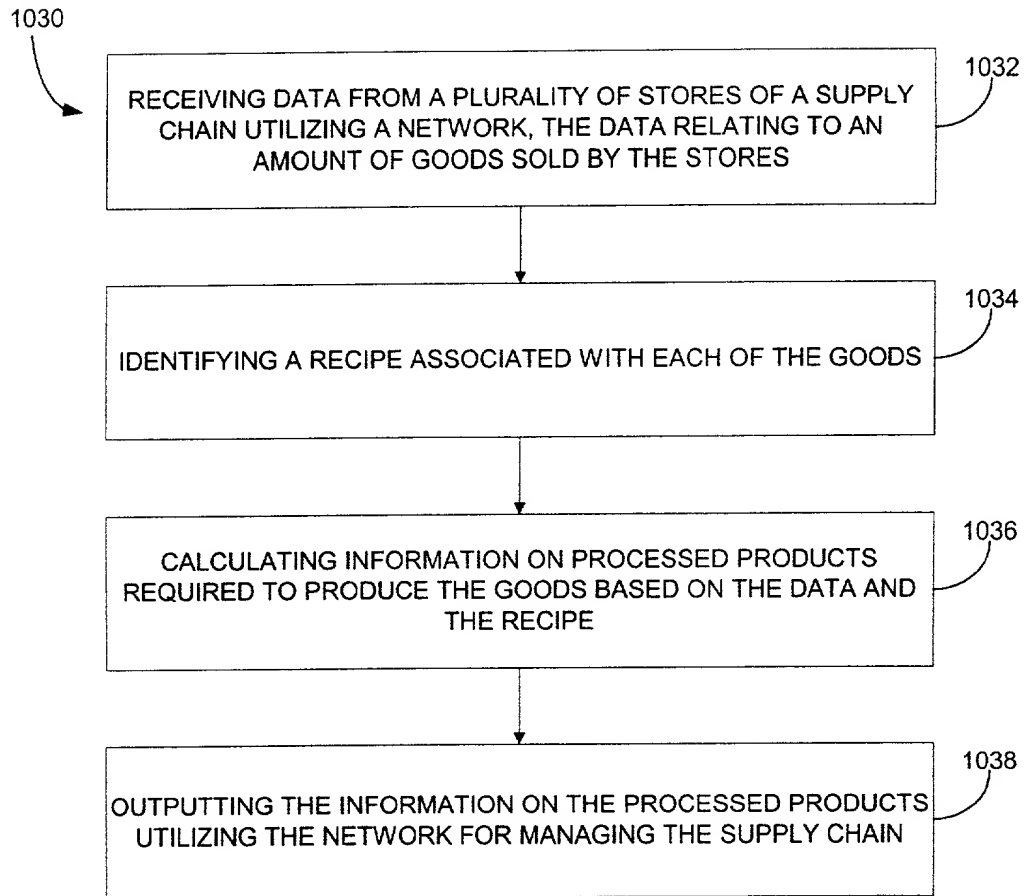 1030
1032
RECEIVING DATA FROM A PLURALITY OF STORES OF A SUPPLY
CHAIN UTILIZING A NETWORK, THE DATA RELATING TO AN
AMOUNT OF GOODS SOLD BY THE STORES
1034
IDENTIFYING A RECIPE ASSOCIATED WITH EACH OF THE GOODS
1036
CALCULATING INFORMATION ON PROCESSED PRODUCTS
REQUIRED TO PRODUCE THE GOODS BASED ON THE DATA AND
THE RECIPE
1038
OUTPUTTING THE INFORMATION ON THE PROCESSED PRODUCTS
UTILIZING THE NETWORK FOR MANAGING THE SUPPLY CHAIN